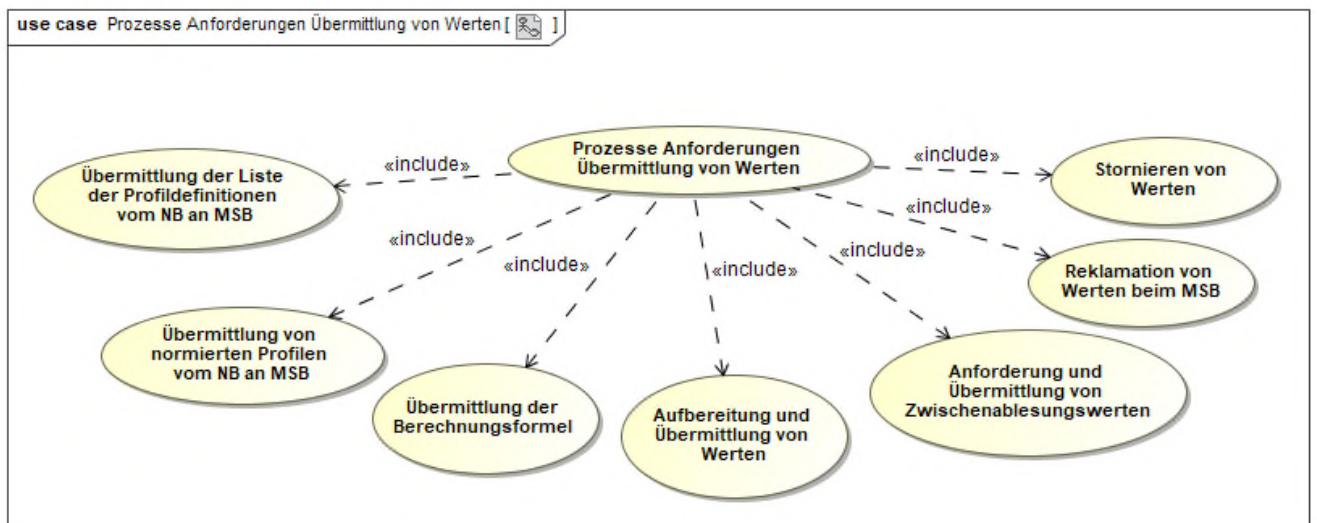 use case Prozesse Anforderungen Übermittlung von Werten [ ]
Prozesse Anforderungen
Übermittlung von Werten
«include»
Übermittlung der Liste
der Profildefinitionen
vom NB an MSB
«include»
Übermittlung von
normierten Profilen
vom NB an MSB
«include»
Übermittlung der
Berechnungsformel
«include»
Aufbereitung und
Übermittlung von
Werten
«include»
Anforderung und
Übermittlung von
Zwischenablesungswerten
«include»
Reklamation von
Werten beim MSB
«include»
Stornieren von
Werten